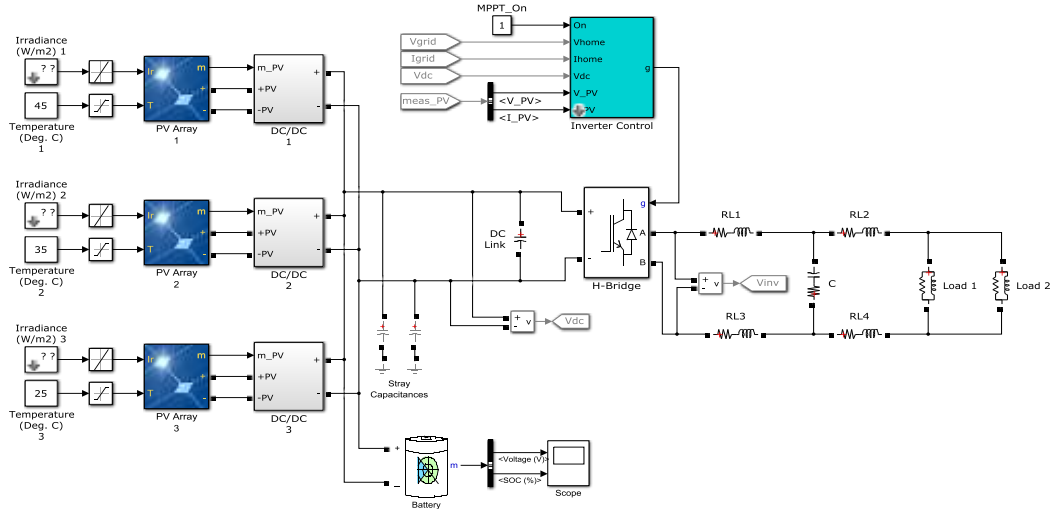 MPPT_On
1
On
Vgrid
Vhome
Igrid
Ihome
Vdc
Vdc
g
meas_PV
<V_PV>
V_PV
<I_PV>
PV
Inverter Control
Irradiance
(W/m2) 1
? ?
45
Temperature
(Deg. C)
1
Ir
T
m
+
-
PV Array
1
m_PV
+PV
-PV
+
-
DC/DC
1
Irradiance
(W/m2) 2
? ?
35
Temperature
(Deg. C)
2
Ir
T
m
+
-
PV Array
2
m_PV
+PV
-PV
+
-
DC/DC
2
Irradiance
(W/m2) 3
? ?
25
Temperature
(Deg. C)
3
Ir
T
m
+
-
PV Array
3
m_PV
+PV
-PV
+
-
DC/DC
3
DC
Link
+
-
g
A
B
H-Bridge
+
-
v
Vdc
Stray
Capacitances
RL1
RL2
+
-
v
Vinv
C
Load 1
Load 2
RL3
RL4
+
_
m
Battery
<Voltage (V)>
<SOC (%)>
Scope